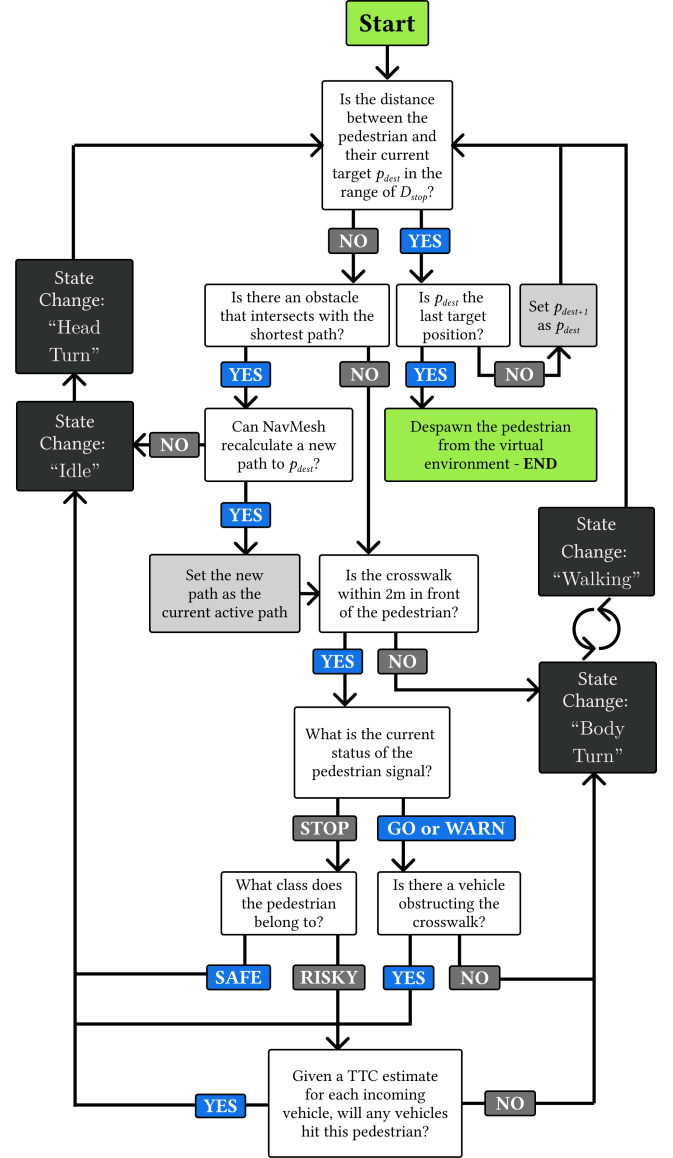 Start
Is the distance
between the
pedestrian and
their current
target p_dest in the
range of D_stop?
NO
YES
State
Change:
“Head
Turn”
Is there an obstacle
that intersects with the
shortest path?
Is p_dest the
last target
position?
Set p_dest+1
as p_dest
YES
NO
YES
NO
State
Change:
“Idle”
NO
Can NavMesh
recalculate a new
path to p_dest?
Despawn the pedestrian
from the virtual
environment - END
YES
State
Change:
“Walking”
Set the new
path as the
current active path
Is the crosswalk
within 2m in front
of the pedestrian?
YES
NO
State
Change:
“Body
Turn”
What is the current
status of the
pedestrian signal?
STOP
GO or WARN
What class does
the pedestrian
belong to?
Is there a vehicle
obstructing the
crosswalk?
SAFE
RISKY
YES
NO
Given a TTC estimate
for each incoming
vehicle, will any vehicles
hit this pedestrian?
YES
NO